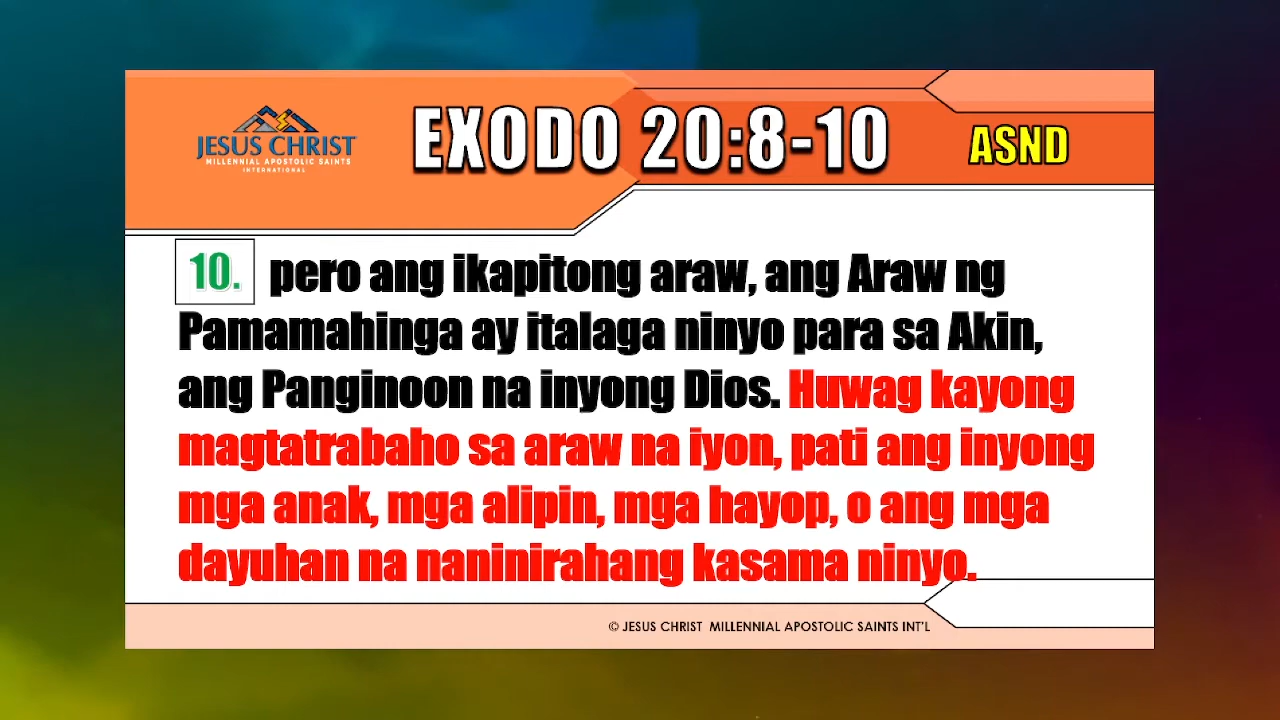 JESUS CHRIST
MILLENNIAL APOSTOLIC SAINTS
INTERNATIONAL
EXODO 20:8-10
ASND
10. pero ang ikapitong araw, ang Araw ng
Pamamahinga ay italaga ninyo para sa Akin,
ang Panginoon na inyong Dios. Huwag kayong
magtatrabaho sa araw na iyon, pati ang inyong
mga anak, mga alipin, mga hayop, o ang mga
dayuhan na naninirahang kasama ninyo.
© JESUS CHRIST MILLENNIAL APOSTOLIC SAINTS INT'L